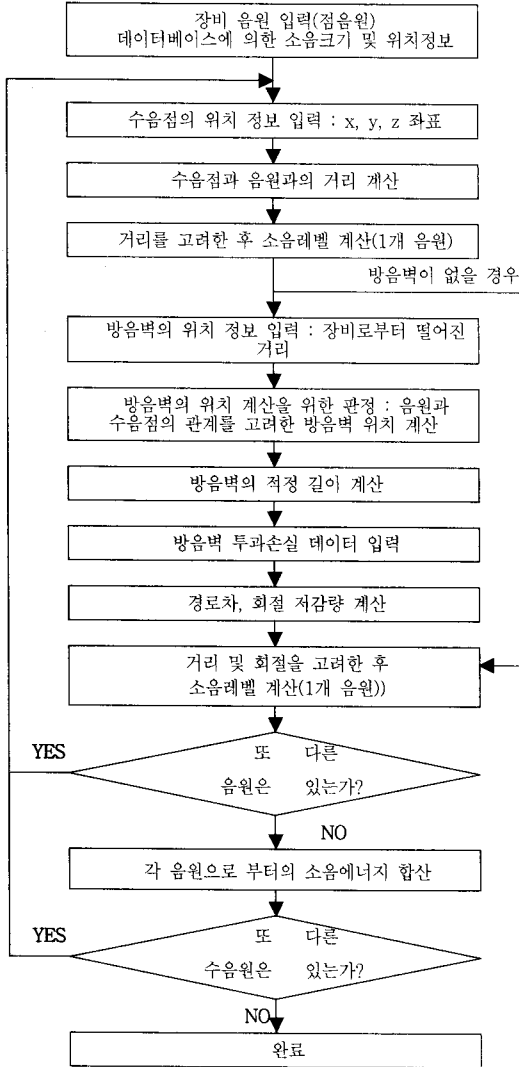 장비 음원 입력(점음원)
데이터베이스에 의한 소음크기 및 위치정보
수음점의 위치 정보 입력 : x, y, z 좌표
수음점과 음원과의 거리 계산
거리를 고려한 후 소음레벨 계산(1개 음원)
방음벽이 없을 경우
방음벽의 위치 정보 입력 : 장비로부터 떨어진
거리
방음벽의 위치 계산을 위한 판정 : 음원과
수음점의 관계를 고려한 방음벽 위치 계산
방음벽의 적정 길이 계산
방음벽 투과손실 데이터 입력
경로차, 회절 저감량 계산
거리 및 회절을 고려한 후
소음레벨 계산(1개 음원))
YES
또 다른
음원은 있는가?
NO
각 음원으로 부터의 소음에너지 합산
YES
또 다른
수음원은 있는가?
NO
완료